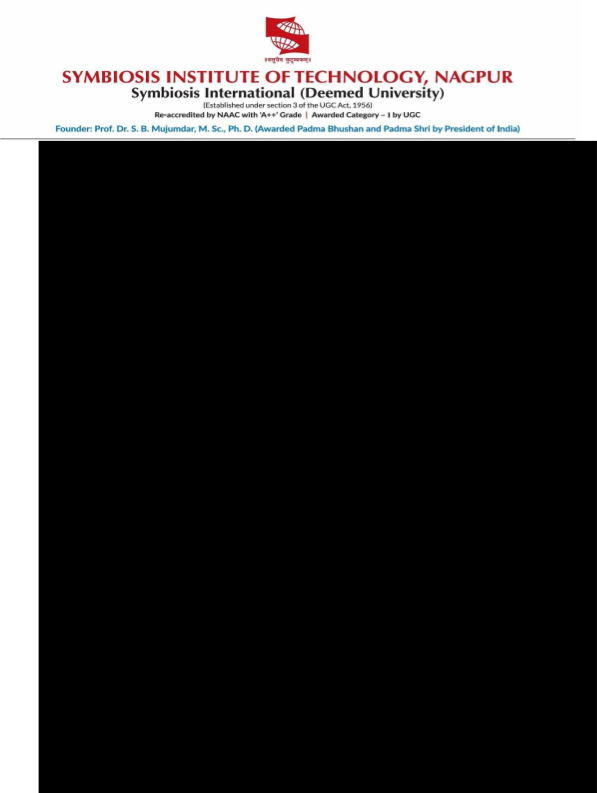 ॥वसुधैव कुटुम्बकम्॥
SYMBIOSIS INSTITUTE OF TECHNOLOGY, NAGPUR
Symbiosis International (Deemed University)
(Established under section 3 of the UGC Act, 1956)
Re-accredited by NAAC with ‘A++’ Grade | Awarded Category – I by UGC
Founder: Prof. Dr. S. B. Mujumdar, M. Sc., Ph. D. (Awarded Padma Bhushan and Padma Shri by President of India)